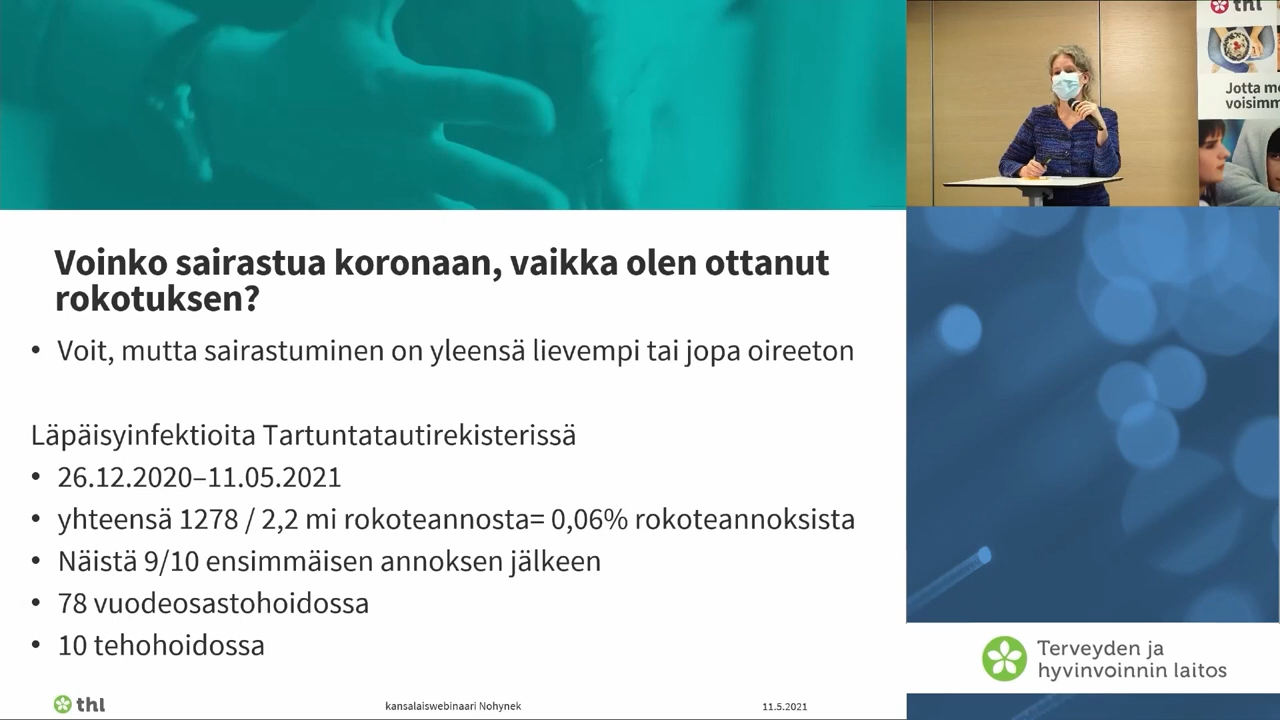 Voinko sairastua koronaan, vaikka olen ottanut
rokotuksen?
• Voit, mutta sairastuminen on yleensä lievempi tai jopa oireeton
Läpäisyinfektioita Tartuntatautirekisterissä
• 26.12.2020–11.05.2021
• yhteensä 1278 / 2,2 mi rokoteannosta= 0,06% rokoteannoksista
• Näistä 9/10 ensimmäisen annoksen jälkeen
• 78 vuodeosastohoidossa
• 10 tehohoidossa
thl
kansalaiswebinaari Nohynek
11.5.2021
thl
Jotta m
voisimm
Terveyden ja
hyvinvoinnin laitos